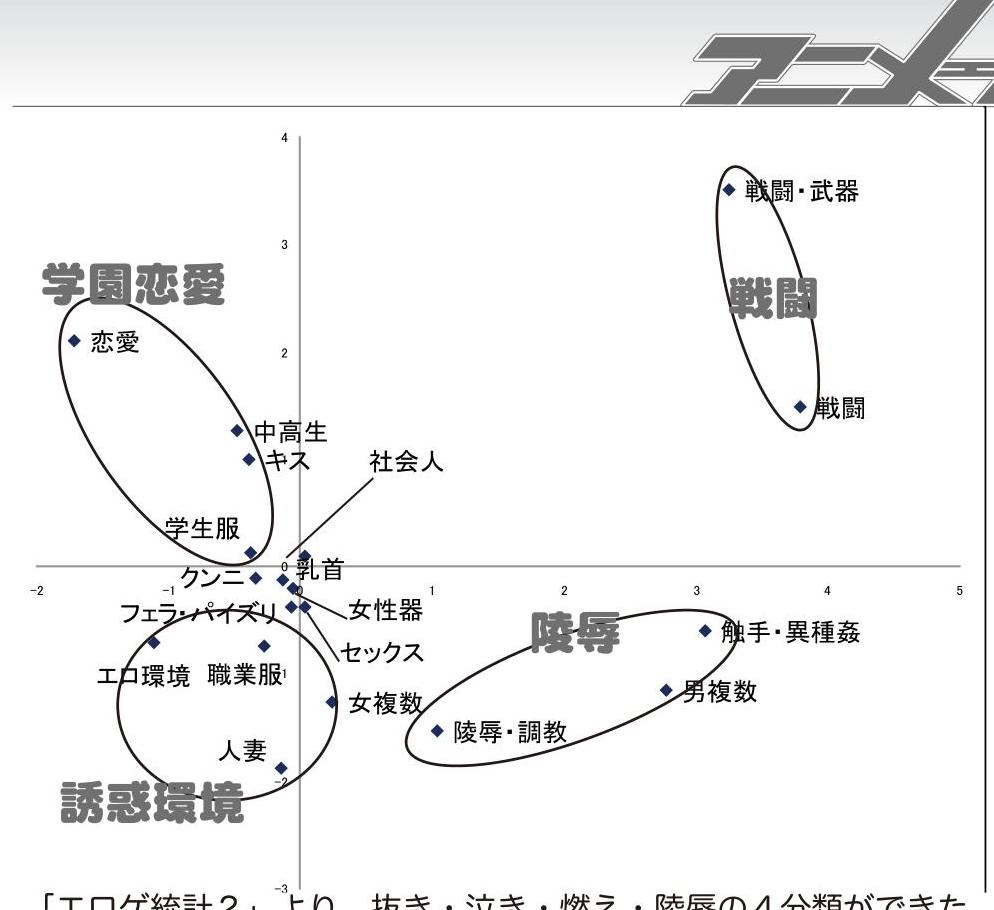 アニメ
4
戦闘・武器
3
学園恋愛
戦闘
恋愛
2
戦闘
中高生
キス
1
社会人
学生服
0
乳首
クンニ
-2
-1
0
1
2
3
4
5
フェラ・パイズリ
女性器
陵辱
触手・異種姦
セックス
エロ環境
職業服
-1
女複数
男複数
陵辱・調教
人妻
-2
誘惑環境
-3
「エロゲ統計2」より、抜き・泣き・燃え・陵辱の4分類ができた